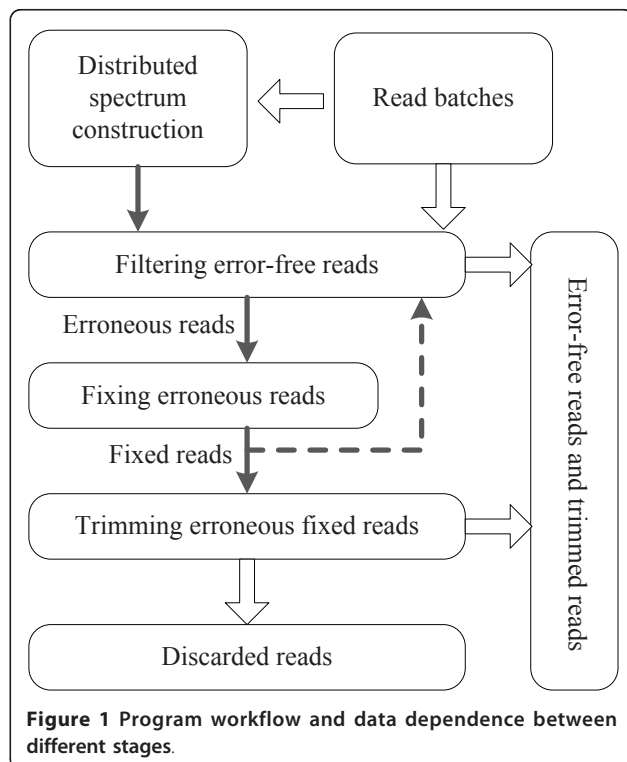 Distributed
spectrum
construction
Read batches
Filtering error-free reads
Erroneous reads
Fixing erroneous reads
Fixed reads
Trimming erroneous fixed reads
Discarded reads
Error-free reads and trimmed reads
Figure 1 Program workflow and data dependence between
different stages.